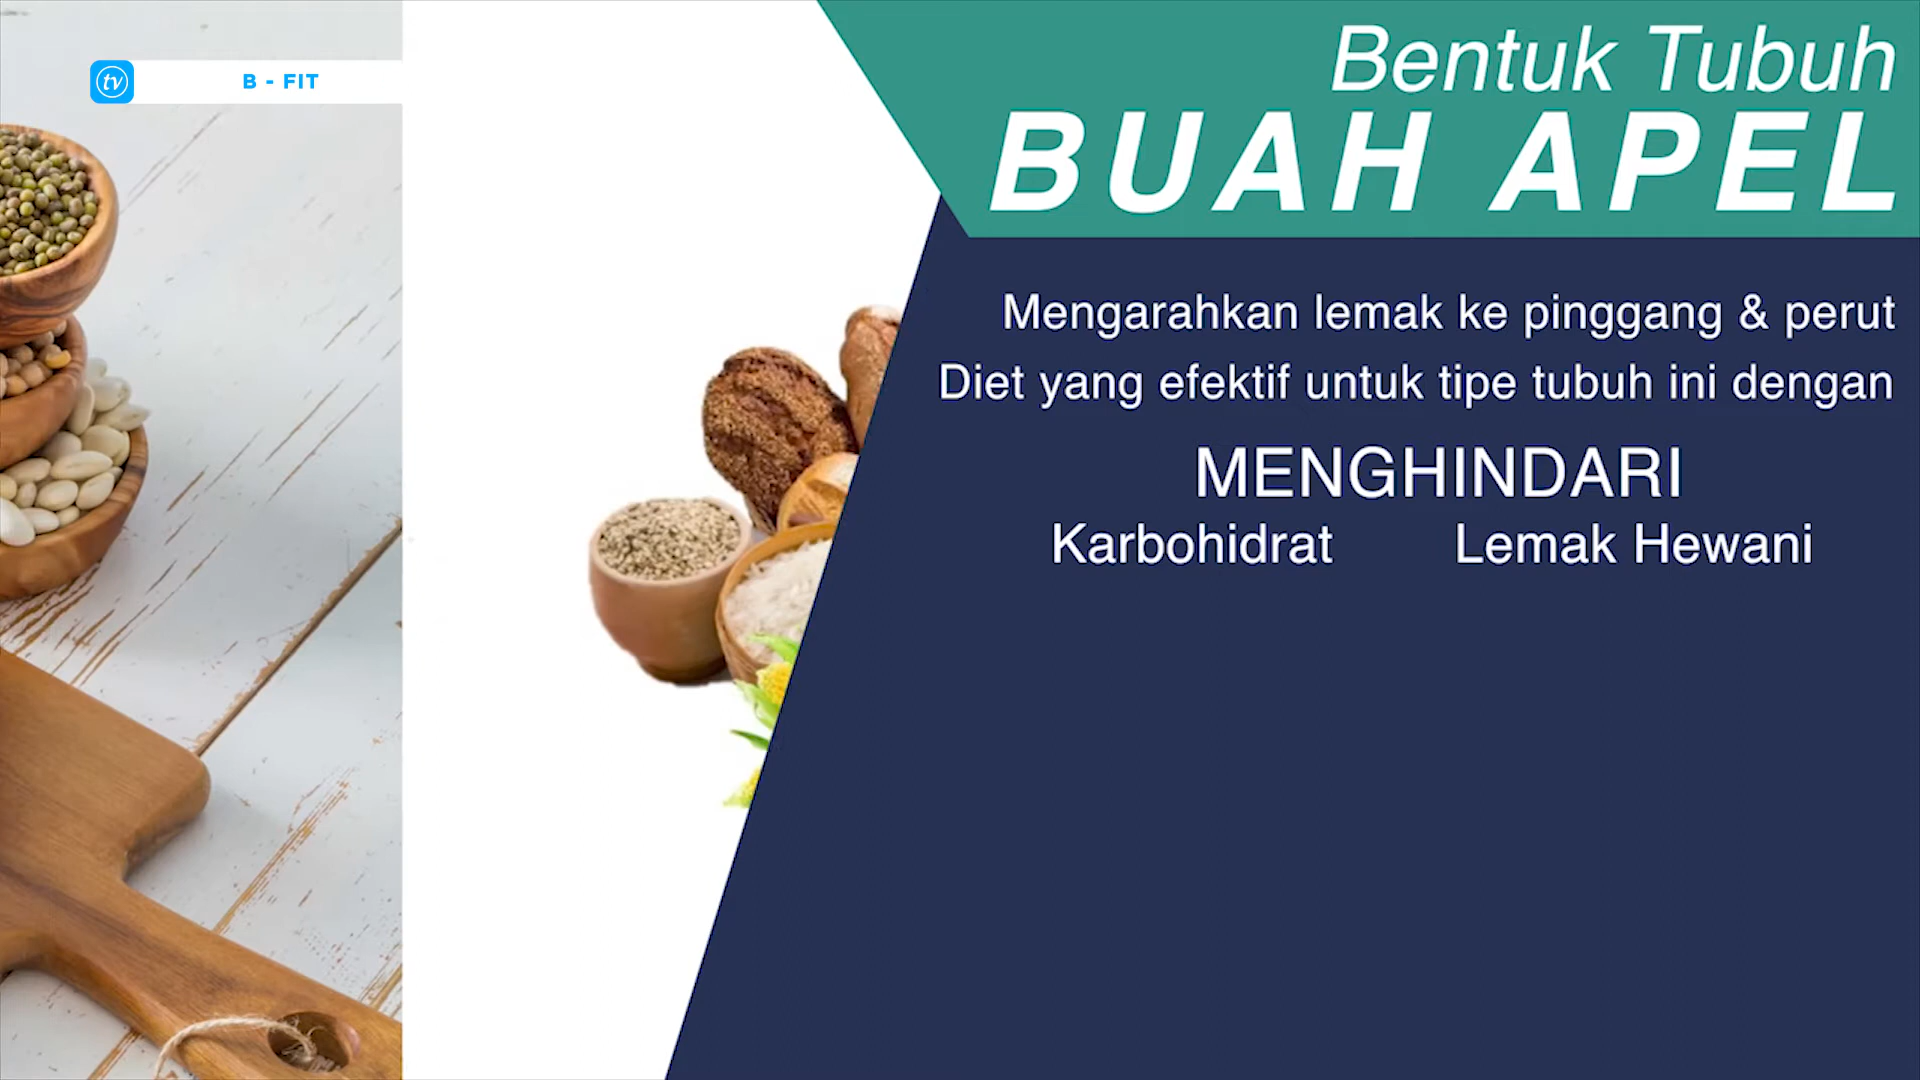 tv
B - FIT
Bentuk Tubuh
BUAH APEL
Mengarahkan lemak ke pinggang & perut
Diet yang efektif untuk tipe tubuh ini dengan
MENGHINDARI
Karbohidrat Lemak Hewani